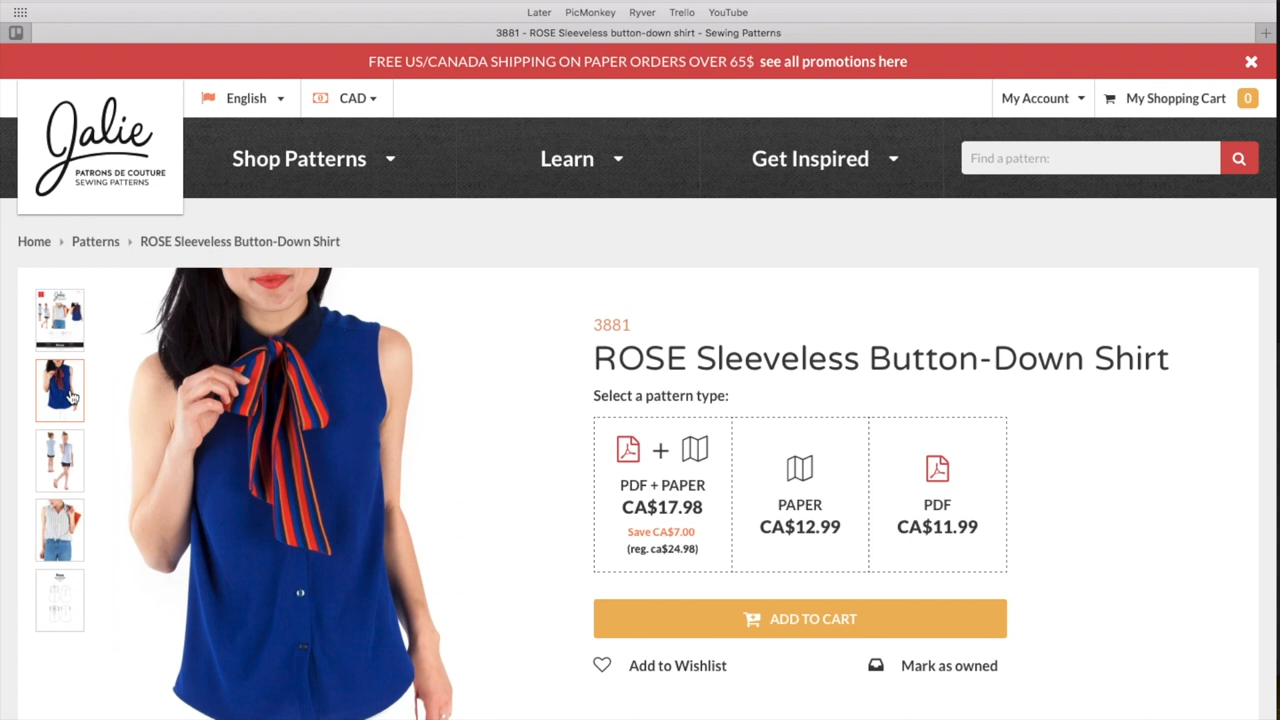 Later PicMonkey Ryver Trello YouTube
3881 - ROSE Sleeveless button-down shirt - Sewing Patterns
FREE US/CANADA SHIPPING ON PAPER ORDERS OVER 65$ see all promotions here
English CAD My Account My Shopping Cart 0
Jalie
PATRONS DE COUTURE
SEWING PATTERNS
Shop Patterns Learn Get Inspired Find a pattern:
Home Patterns ROSE Sleeveless Button-Down Shirt
3881
ROSE Sleeveless Button-Down Shirt
Select a pattern type:
PDF + PAPER
CA$17.98
Save CA$7.00
(reg. ca$24.98)
PAPER
CA$12.99
PDF
CA$11.99
ADD TO CART
Add to Wishlist Mark as owned